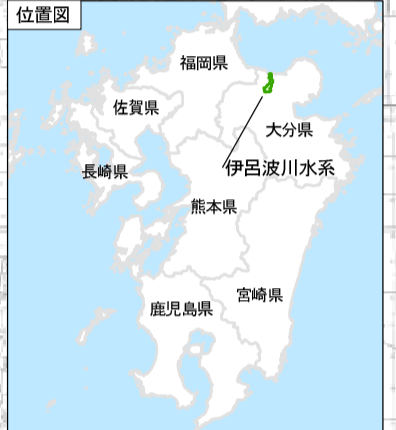 位置図
福岡県
佐賀県
大分県
長崎県
伊呂波川水系
熊本県
宮崎県
鹿児島県